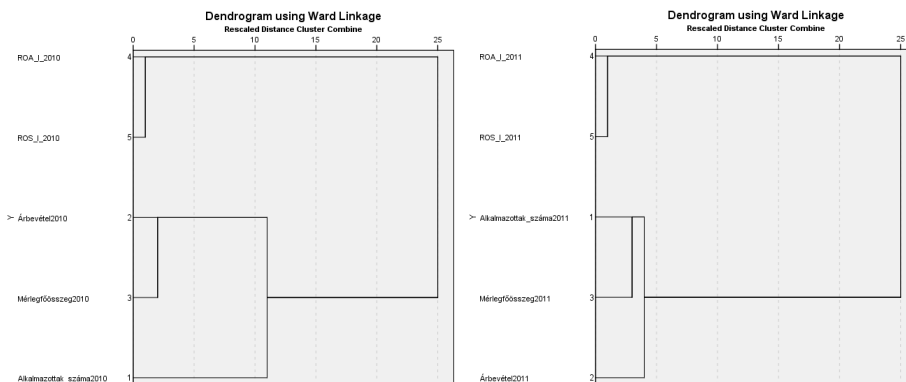 Dendrogram using Ward Linkage
Rescaled Distance Cluster Combine
0 5 10 15 20 25
ROA_I_2010 4
ROS_I_2010 5
Y
Árbevétel2010 2
Mérlegfőösszeg2010 3
Alkalmazottak_száma2010 1
Dendrogram using Ward Linkage
Rescaled Distance Cluster Combine
0 5 10 15 20 25
ROA_I_2011 4
ROS_I_2011 5
Y
Alkalmazottak_száma2011 1
Mérlegfőösszeg2011 3
Árbevétel2011 2